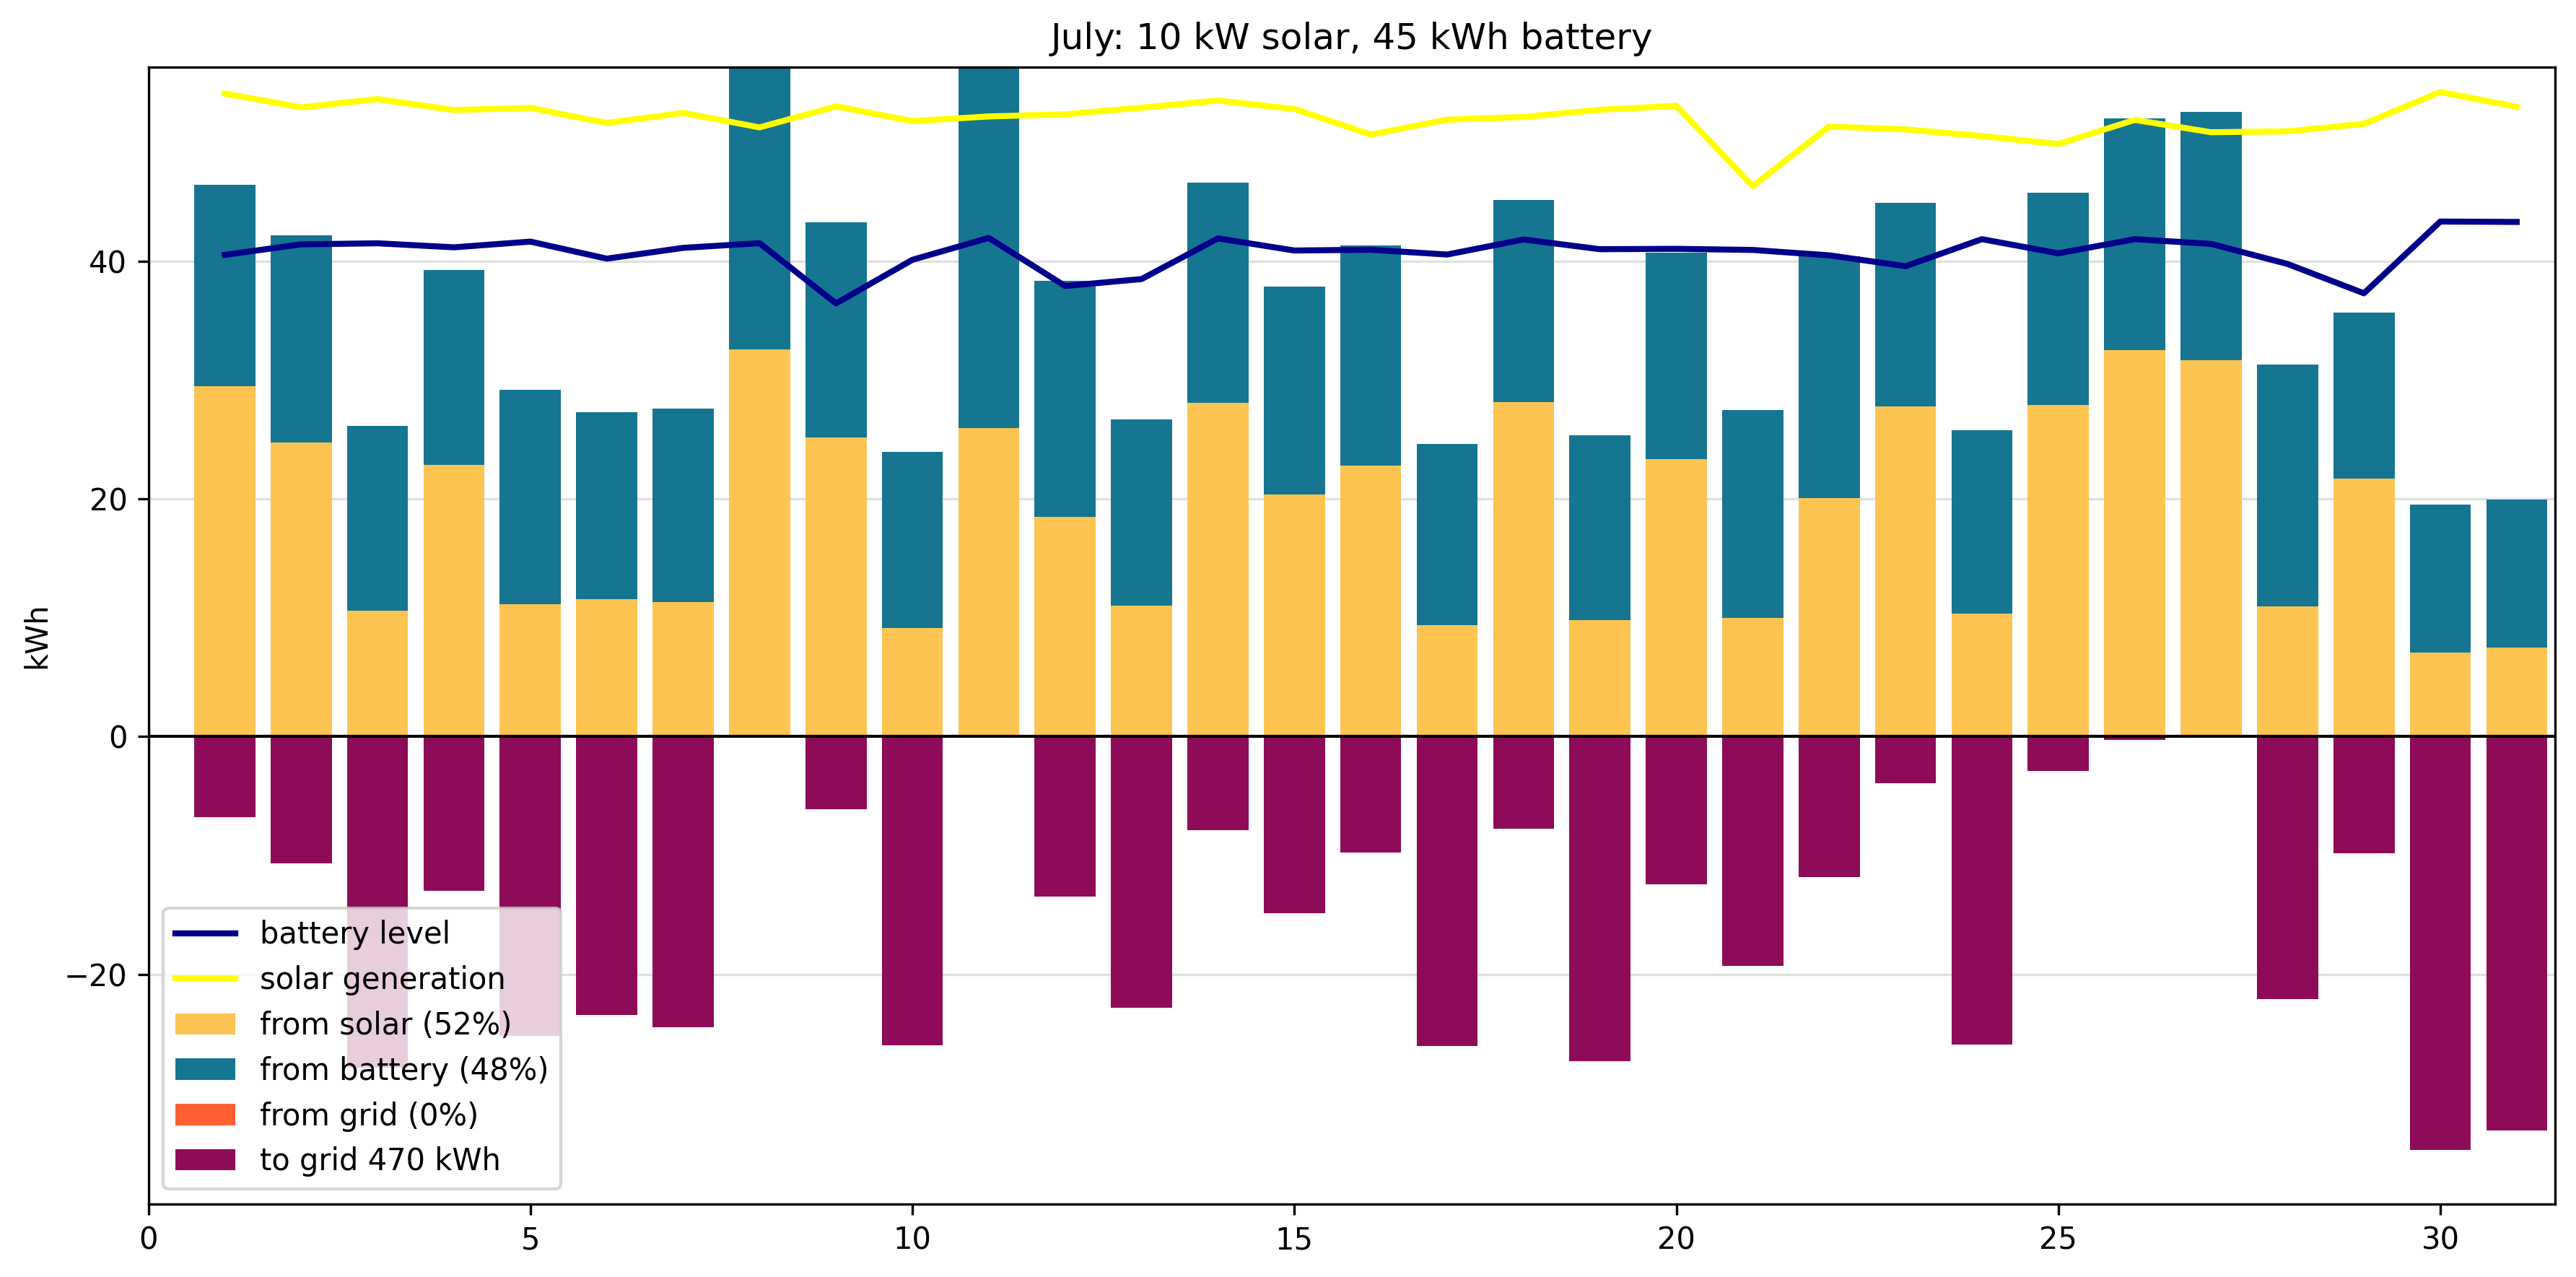 July: 10 kW solar, 45 kWh battery
kWh
40
20
0
−20
battery level
solar generation
from solar (52%)
from battery (48%)
from grid (0%)
to grid 470 kWh
0 5 10 15 20 25 30